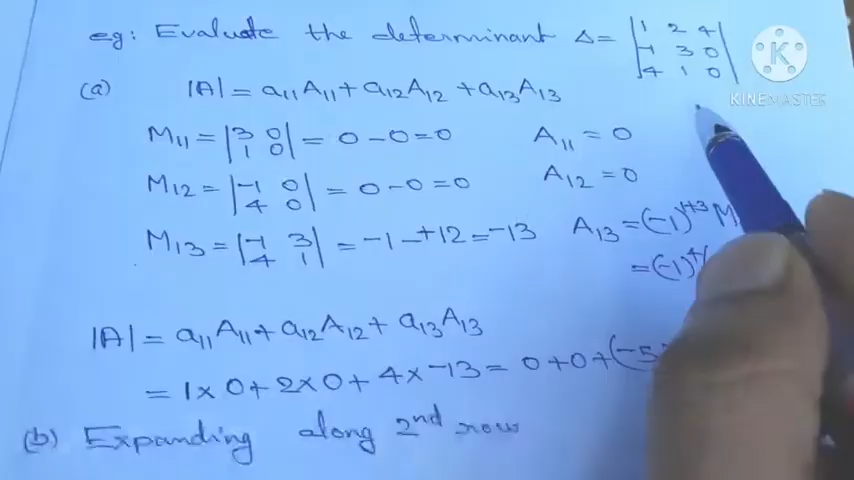 eg: Evaluate the determinant Δ= |1 2 4|
|-1 3 0|
|4 1 0|
KINEMASTER
(a) |A| = a11A11 + a12A12 + a13A13
M11 = |3 0| = 0 - 0 = 0 A11 = 0
|1 0|
M12 = |-1 0| = 0 - 0 = 0 A12 = 0
|4 0|
M13 = |-1 3| = -1 - +12 = -13 A13 = (-1)^1+3 M
|4 1| = (-1)^4
|A| = a11A11 + a12A12 + a13A13
= 1 x 0 + 2 x 0 + 4 x -13 = 0 + 0 + (-5
(b) Expanding along 2nd row